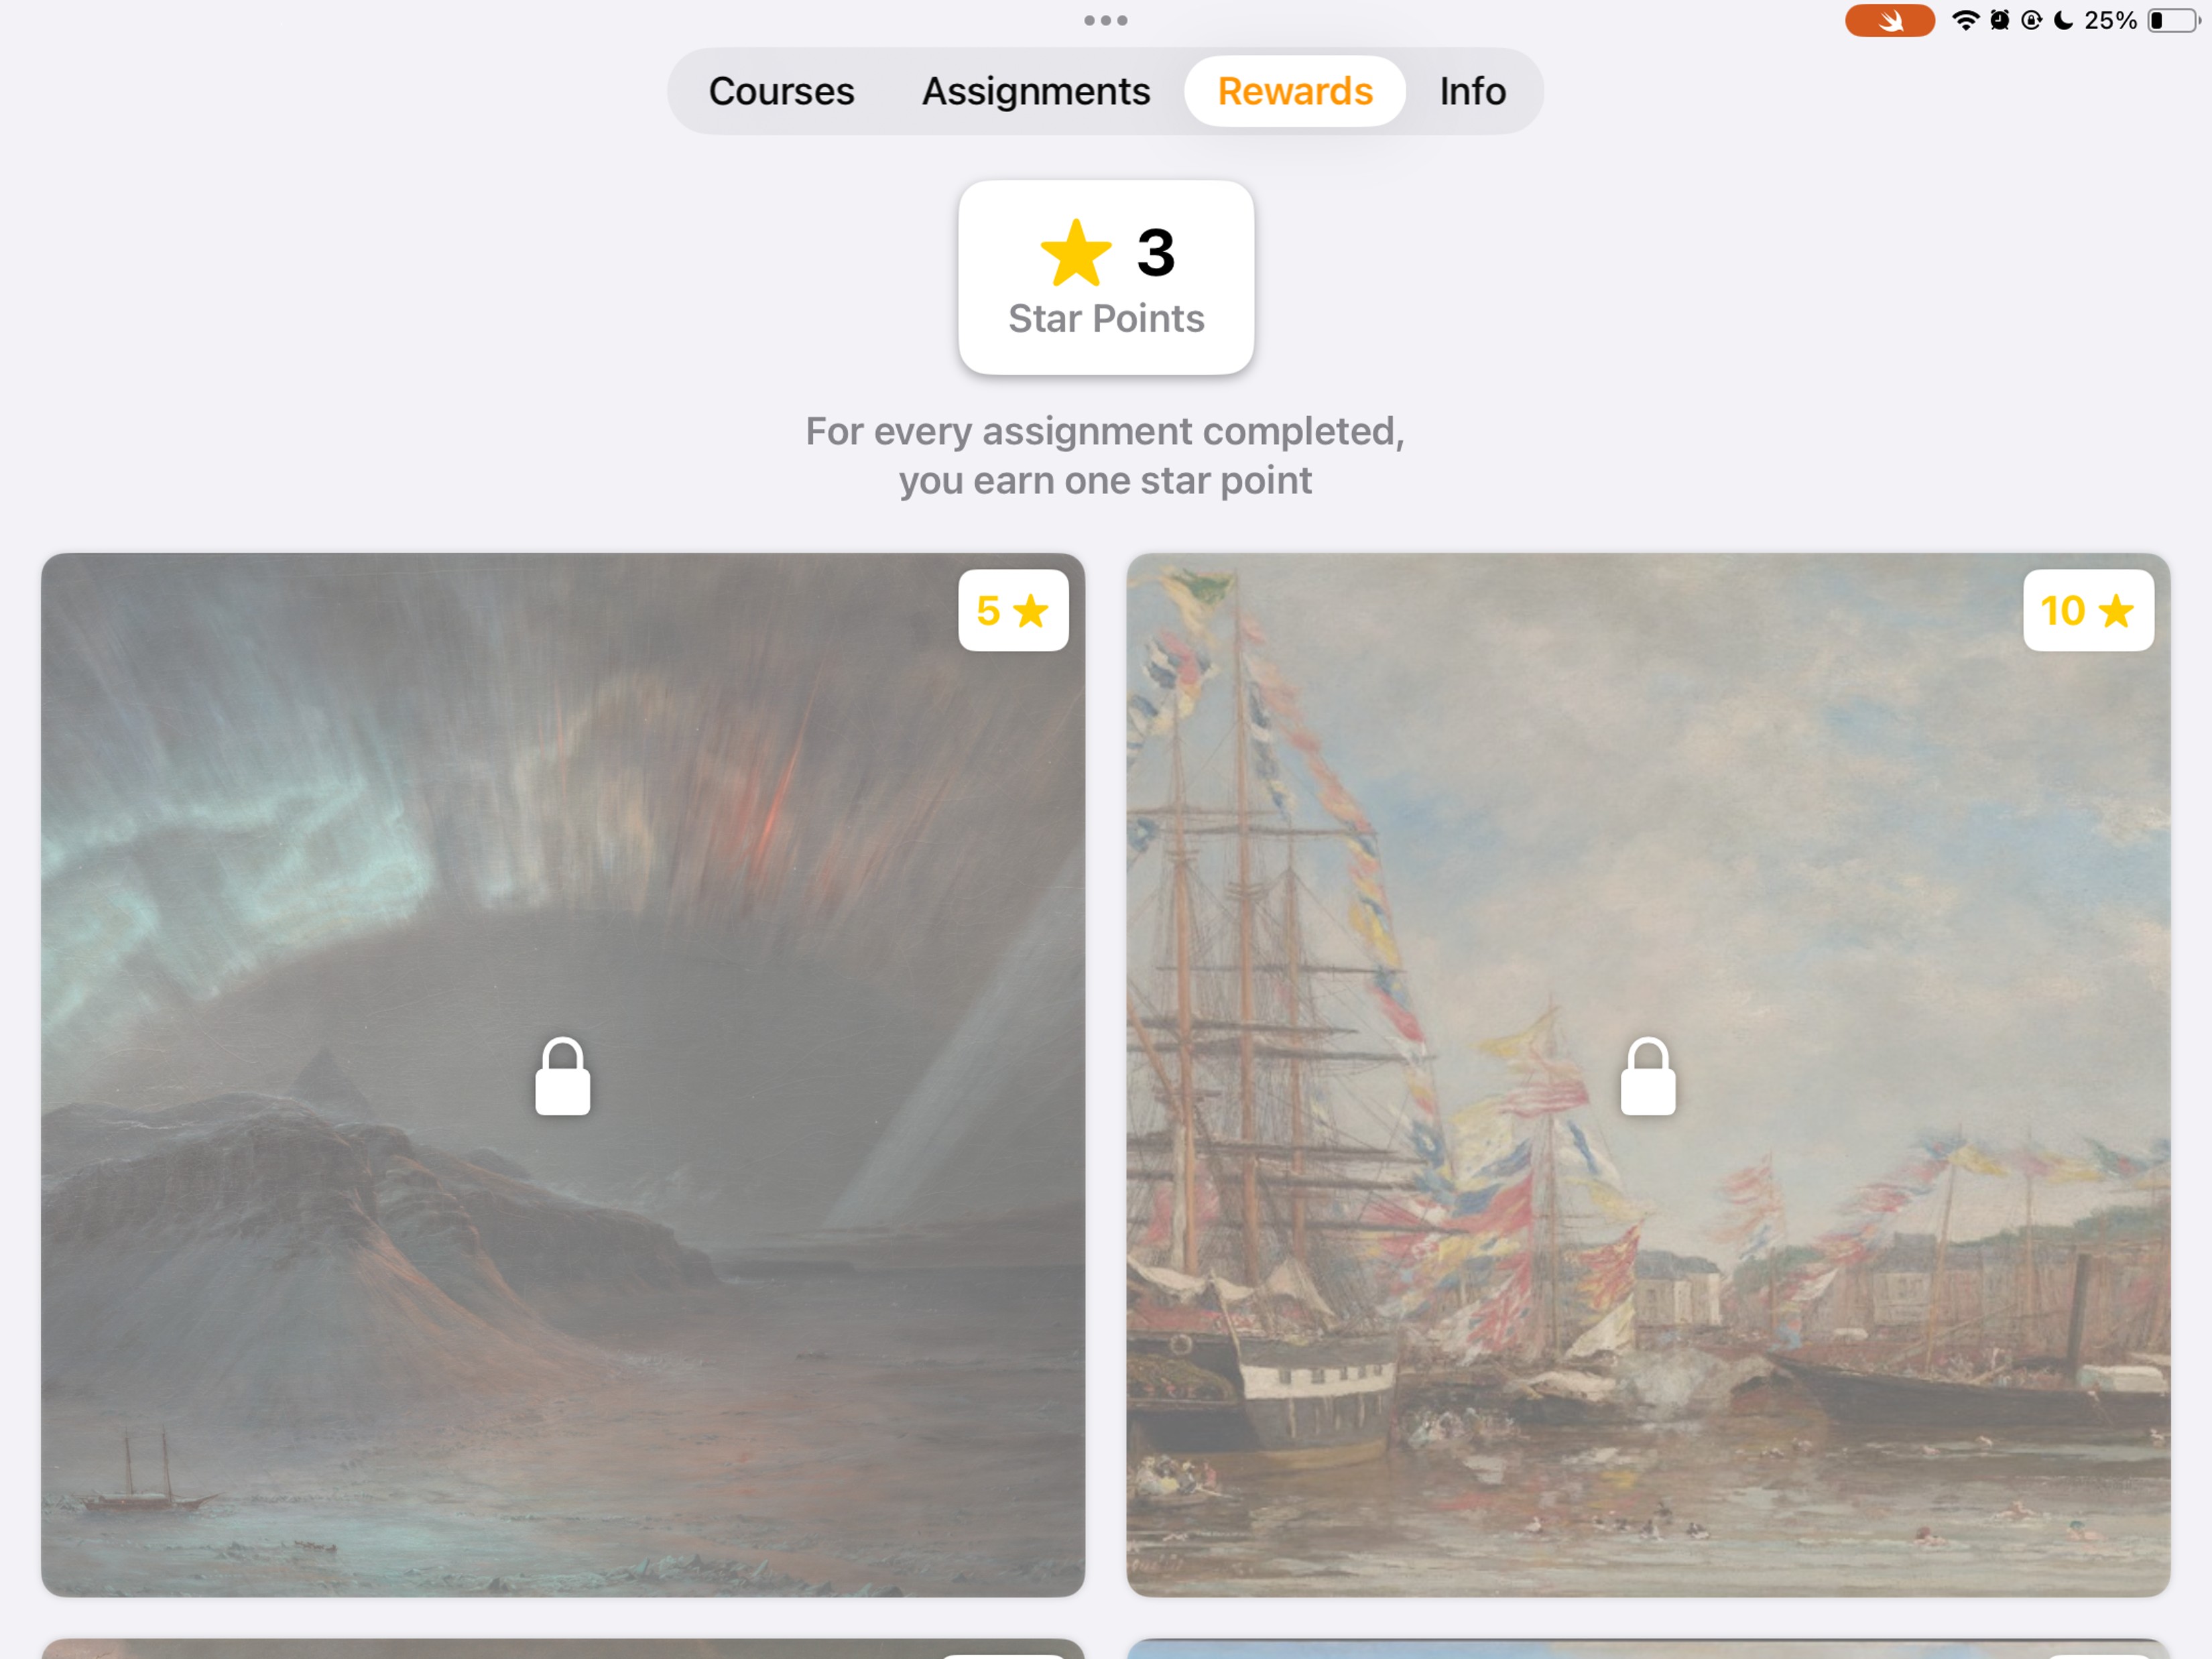 25%
Courses Assignments Rewards Info
3
Star Points
For every assignment completed,
you earn one star point
5
10